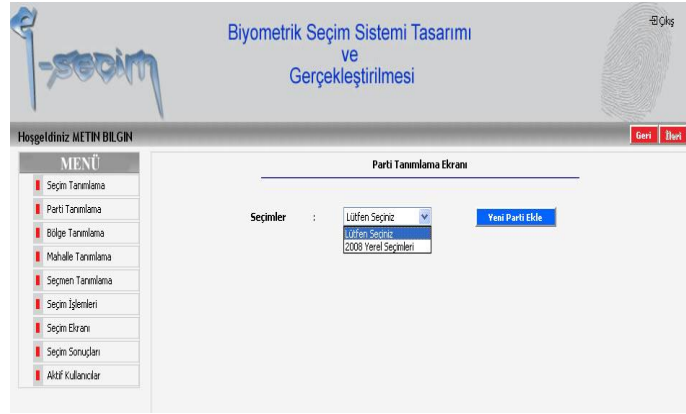 i-seçim
Biyometrik Seçim Sistemi Tasarımı
ve
Gerçekleştirilmesi
Çıkış
Hoşgeldiniz METIN BILGIN
Geri İleri
MENÜ
Seçim Tanımlama
Parti Tanımlama
Bölge Tanımlama
Mahalle Tanımlama
Seçmen Tanımlama
Seçim İşlemleri
Seçim Ekranı
Seçim Sonuçları
Aktif Kullanıcılar
Parti Tanımlama Ekranı
Seçimler : Lütfen Seçiniz Yeni Parti Ekle
Lütfen Seçiniz
2008 Yerel Seçimleri